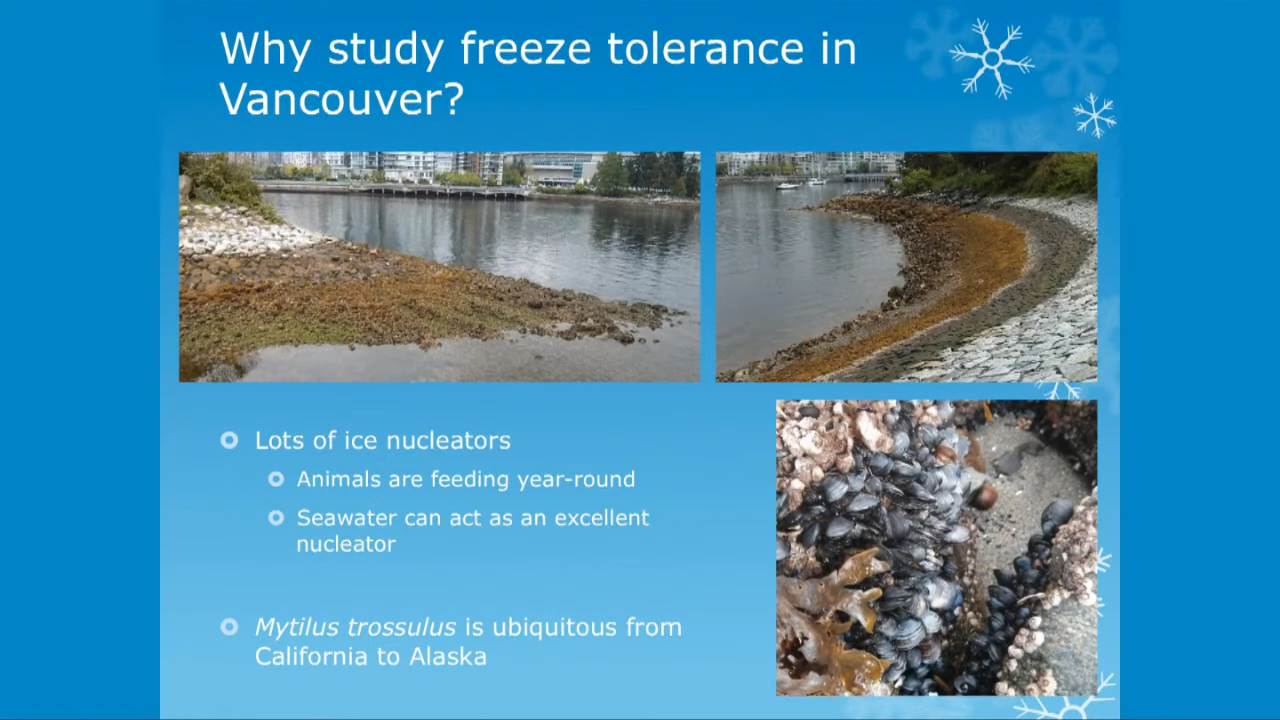 Why study freeze tolerance in
Vancouver?
Lots of ice nucleators
Animals are feeding year-round
Seawater can act as an excellent
nucleator
Mytilus trossulus is ubiquitous from
California to Alaska